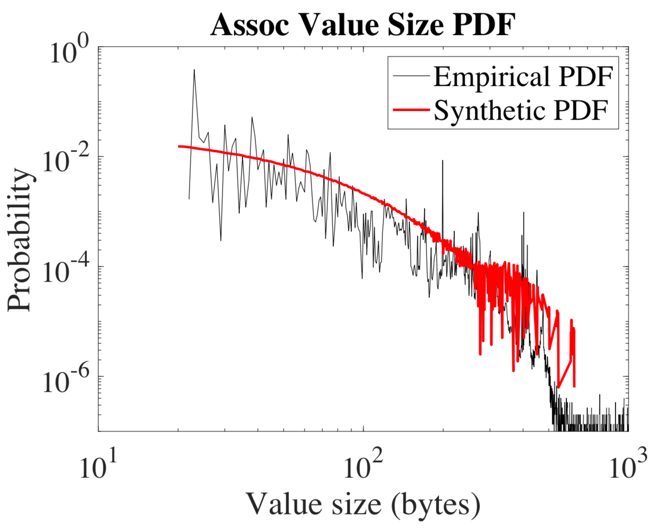 Assoc Value Size PDF
10^0
Empirical PDF
Synthetic PDF
10^-2
Probability
10^-4
10^-6
10^1 10^2 10^3
Value size (bytes)